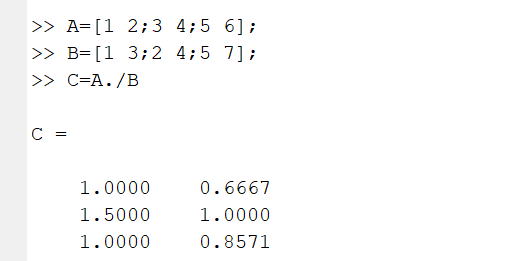 >> A=[1 2;3 4;5 6];
>> B=[1 3;2 4;5 7];
>> C=A./B
C =
1.0000 0.6667
1.5000 1.0000
1.0000 0.8571